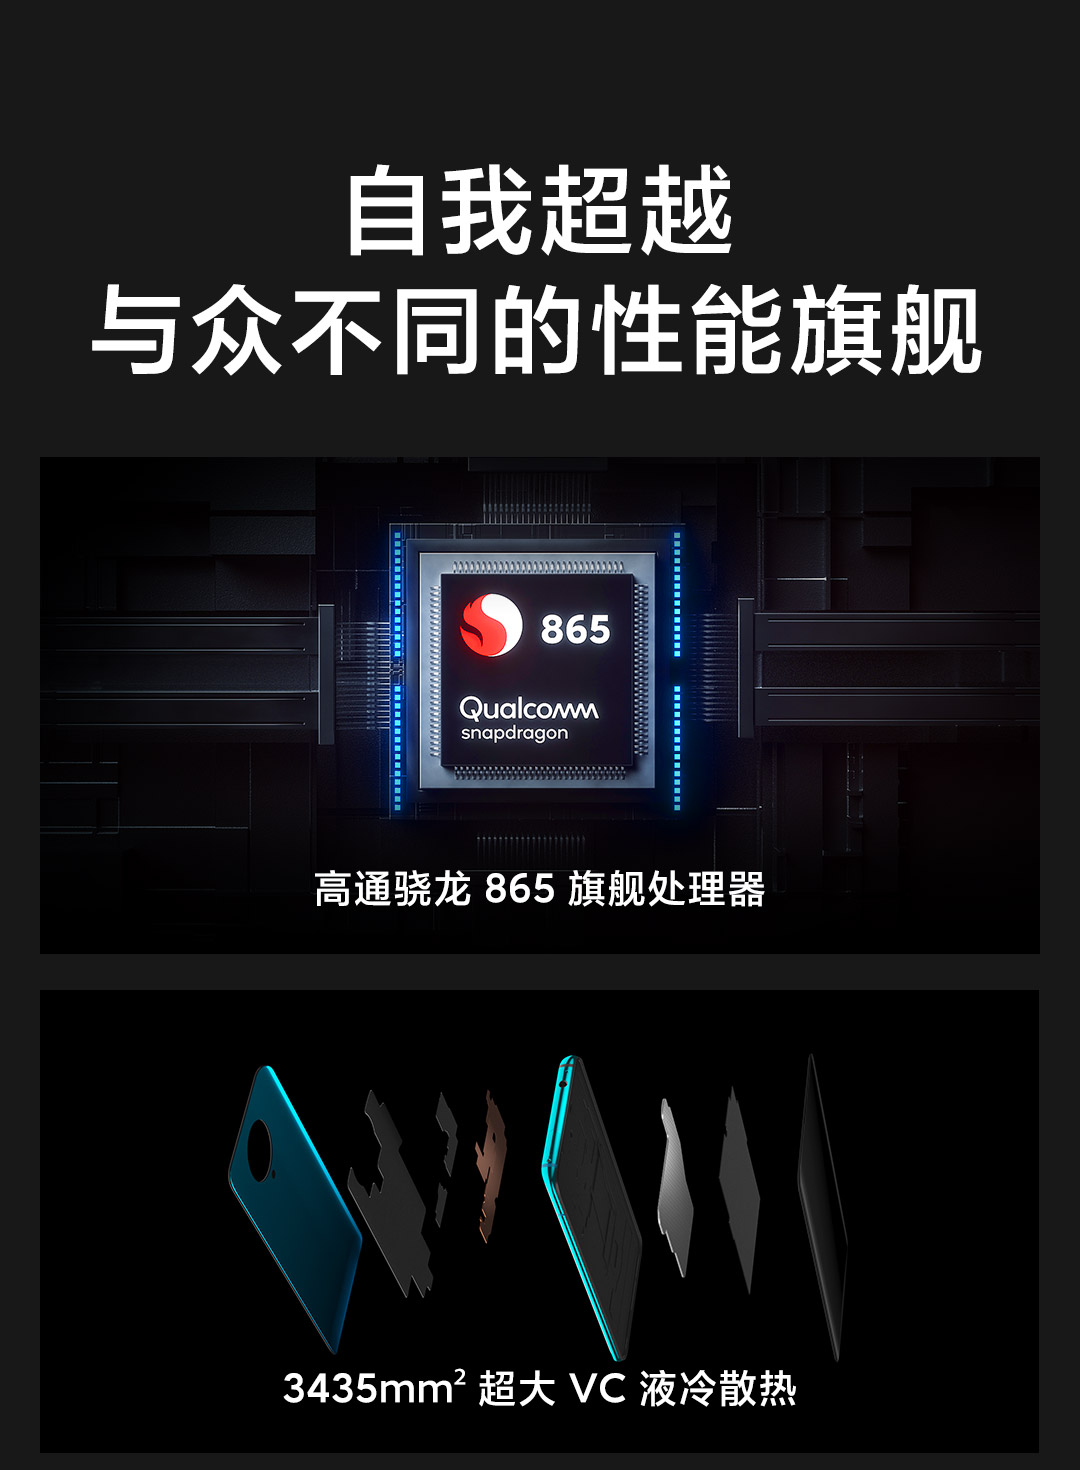 自我超越
与众不同的性能旗舰
865
Qualcomm
snapdragon
高通骁龙 865 旗舰处理器
3435mm² 超大 VC 液冷散热